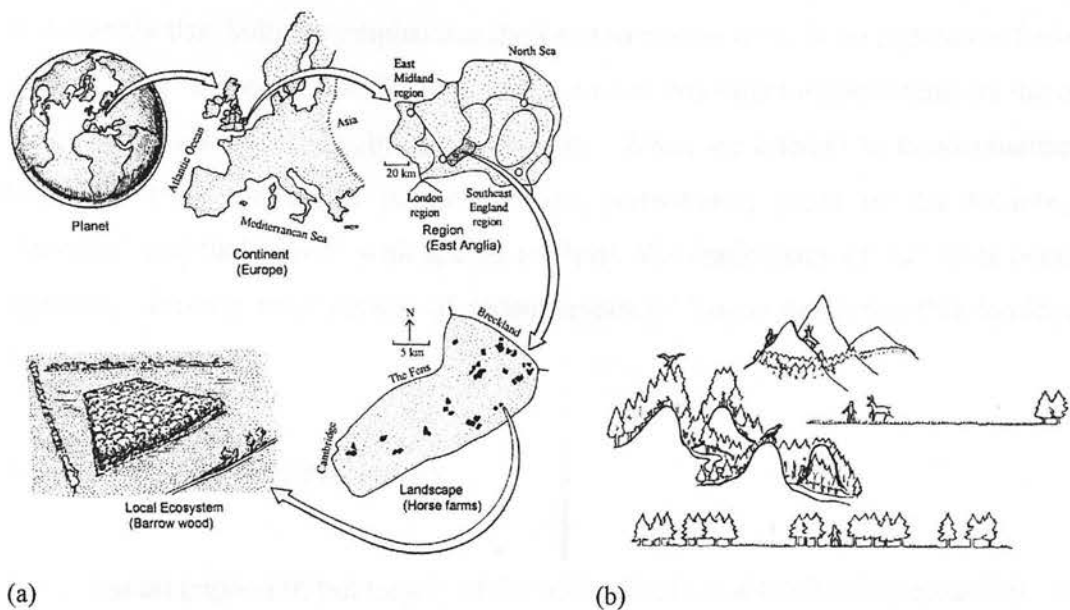 Planet
Atlantic Ocean
Asia
Mediterranean Sea
Continent
(Europe)
East
Midland
region
North Sea
20 km
London
region
Southeast
England
region
Region
(East Anglia)
N
5 km
Breckland
The Fens
Cambridge
Landscape
(Horse farms)
Local Ecosystem
(Barrow wood)
(a)
(b)